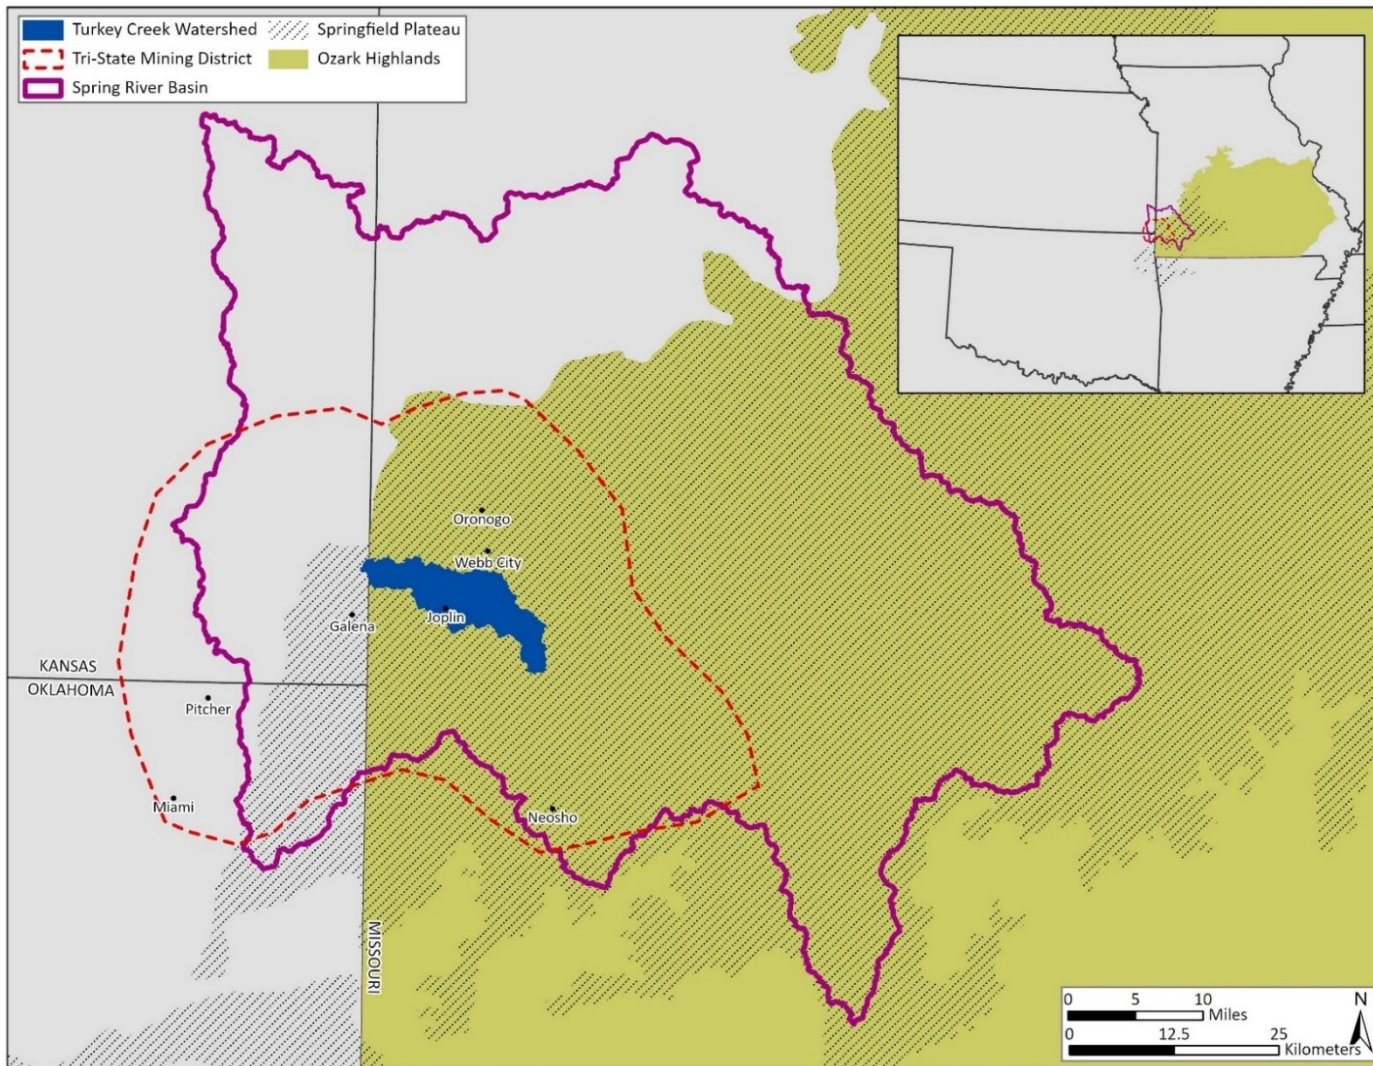 Turkey Creek Watershed
Springfield Plateau
Tri-State Mining District
Ozark Highlands
Spring River Basin
Oronogo
Webb City
Joplin
Galena
KANSAS
OKLAHOMA
Pitcher
Miami
Neosho
MISSOURI
0 5 10
Miles
0 12.5 25
Kilometers
N